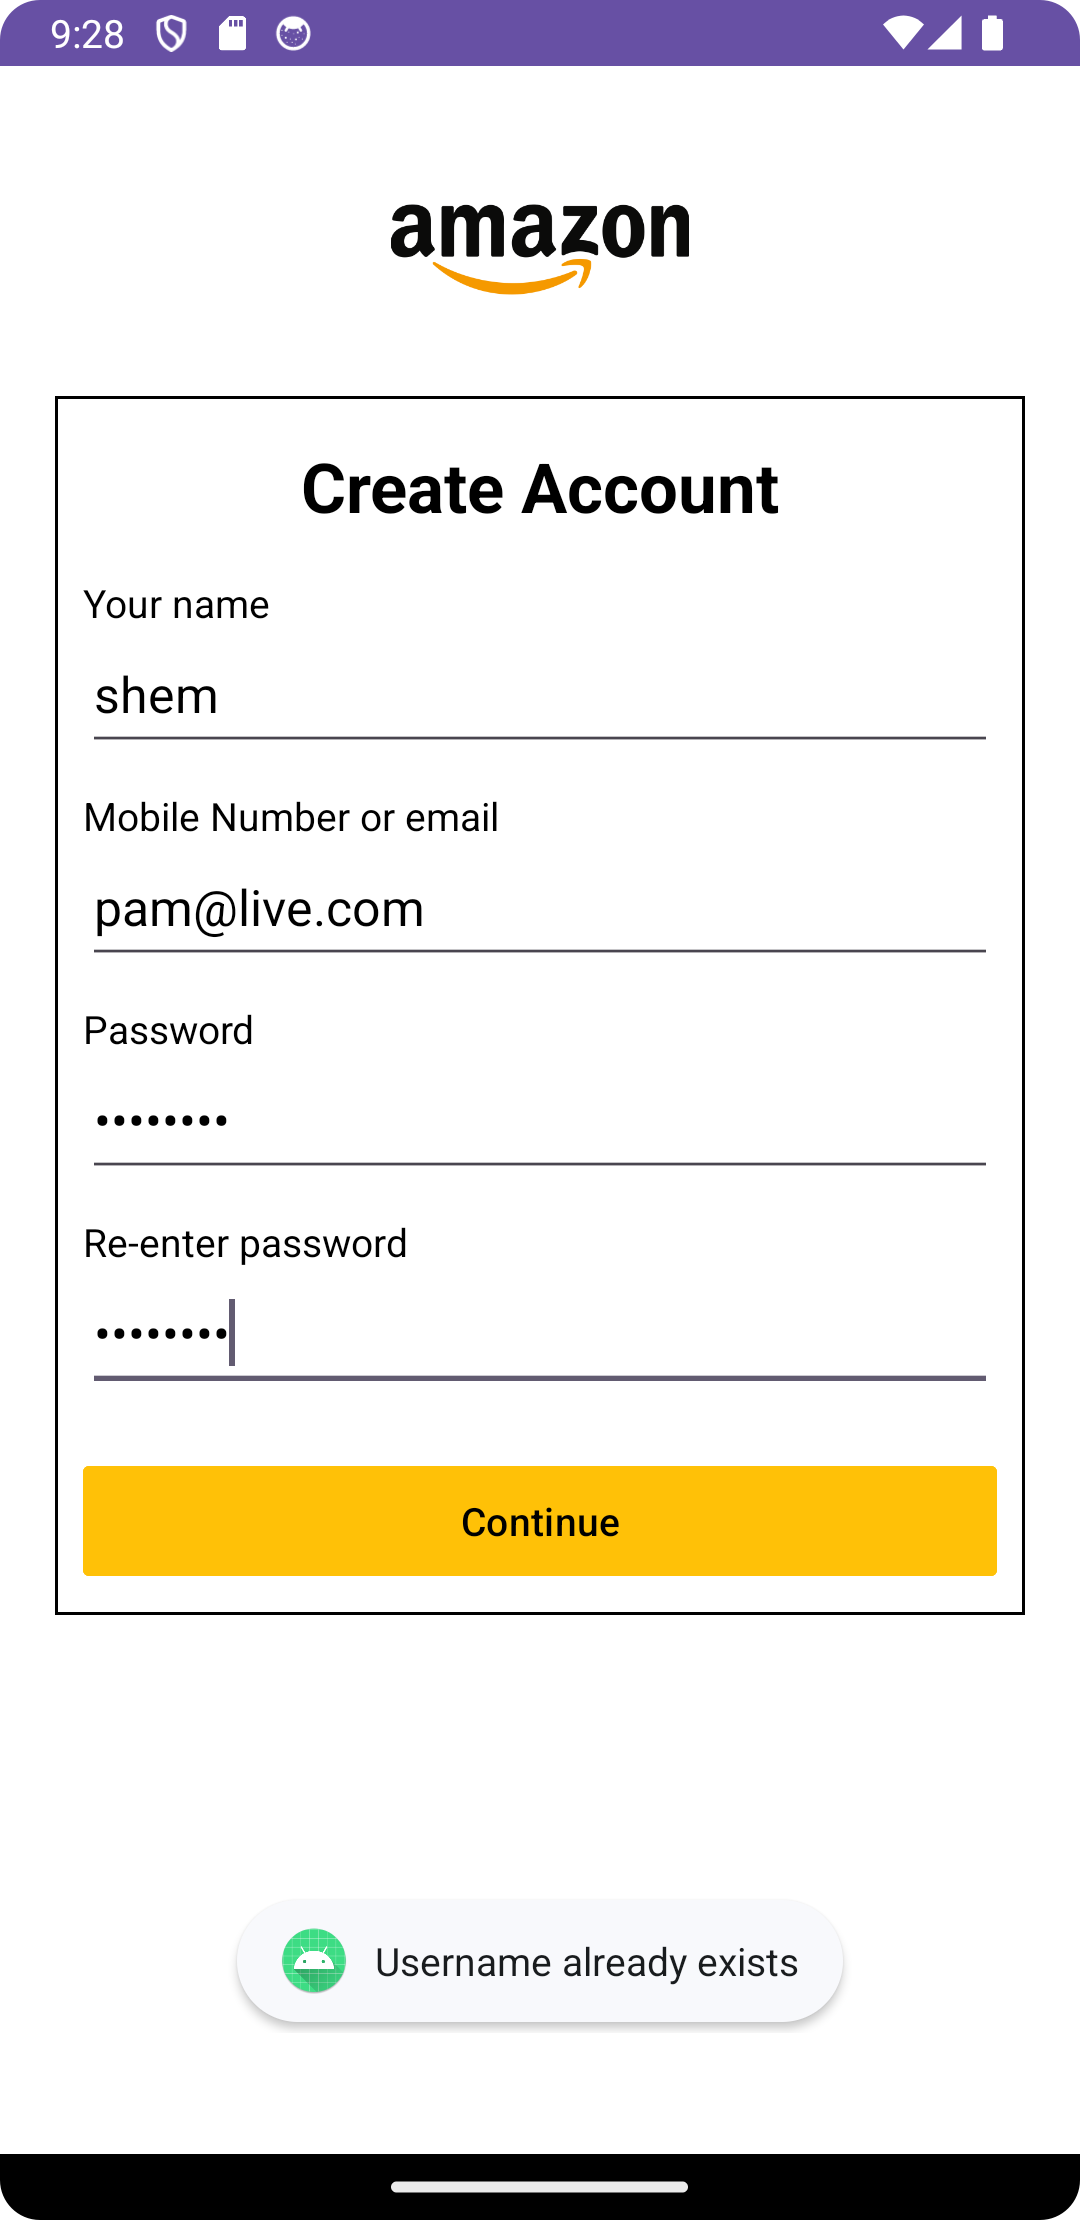 9:28
amazon
Create Account
Your name
shem
Mobile Number or email
pam@live.com
Password
••••••••
Re-enter password
••••••••
Continue
Username already exists